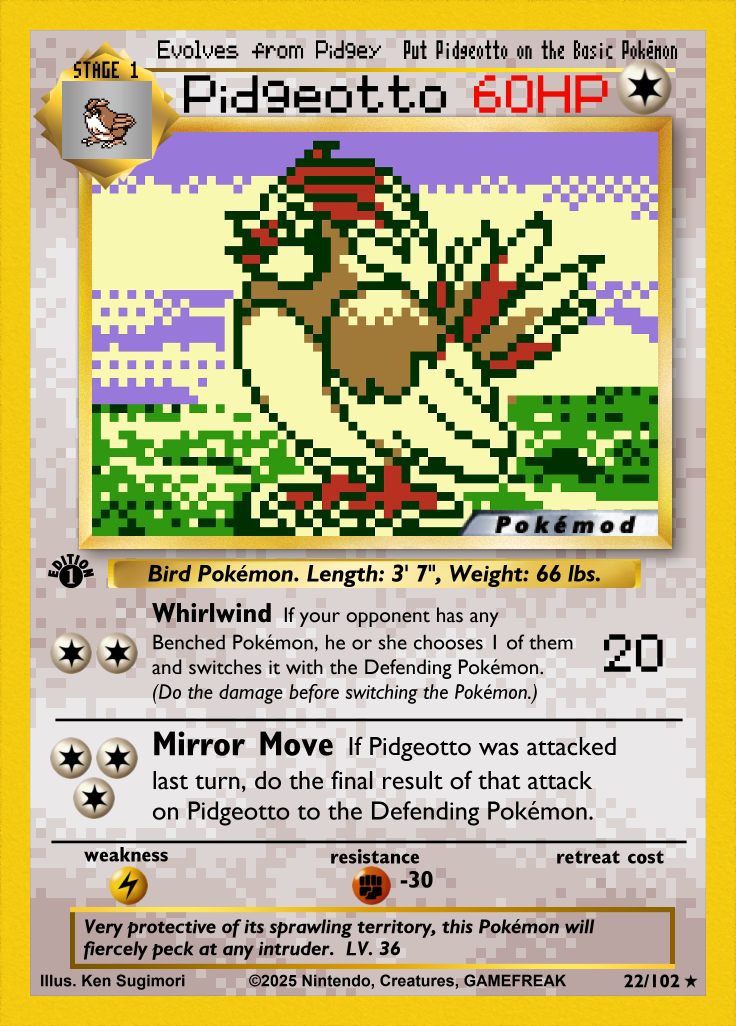 Evolves from Pidgey Put Pidgeotto on the Basic Pokémon
STAGE 1
Pidgeotto 60HP
Pokémod
EDITION
1
Bird Pokémon. Length: 3' 7", Weight: 66 lbs.
Whirlwind If your opponent has any
Benched Pokémon, he or she chooses 1 of them
and switches it with the Defending Pokémon.
(Do the damage before switching the Pokémon.)
20
Mirror Move If Pidgeotto was attacked
last turn, do the final result of that attack
on Pidgeotto to the Defending Pokémon.
weakness resistance retreat cost
-30
Very protective of its sprawling territory, this Pokémon will
fiercely peck at any intruder. LV. 36
Illus. Ken Sugimori ©2025 Nintendo, Creatures, GAMEFREAK 22/102 ★